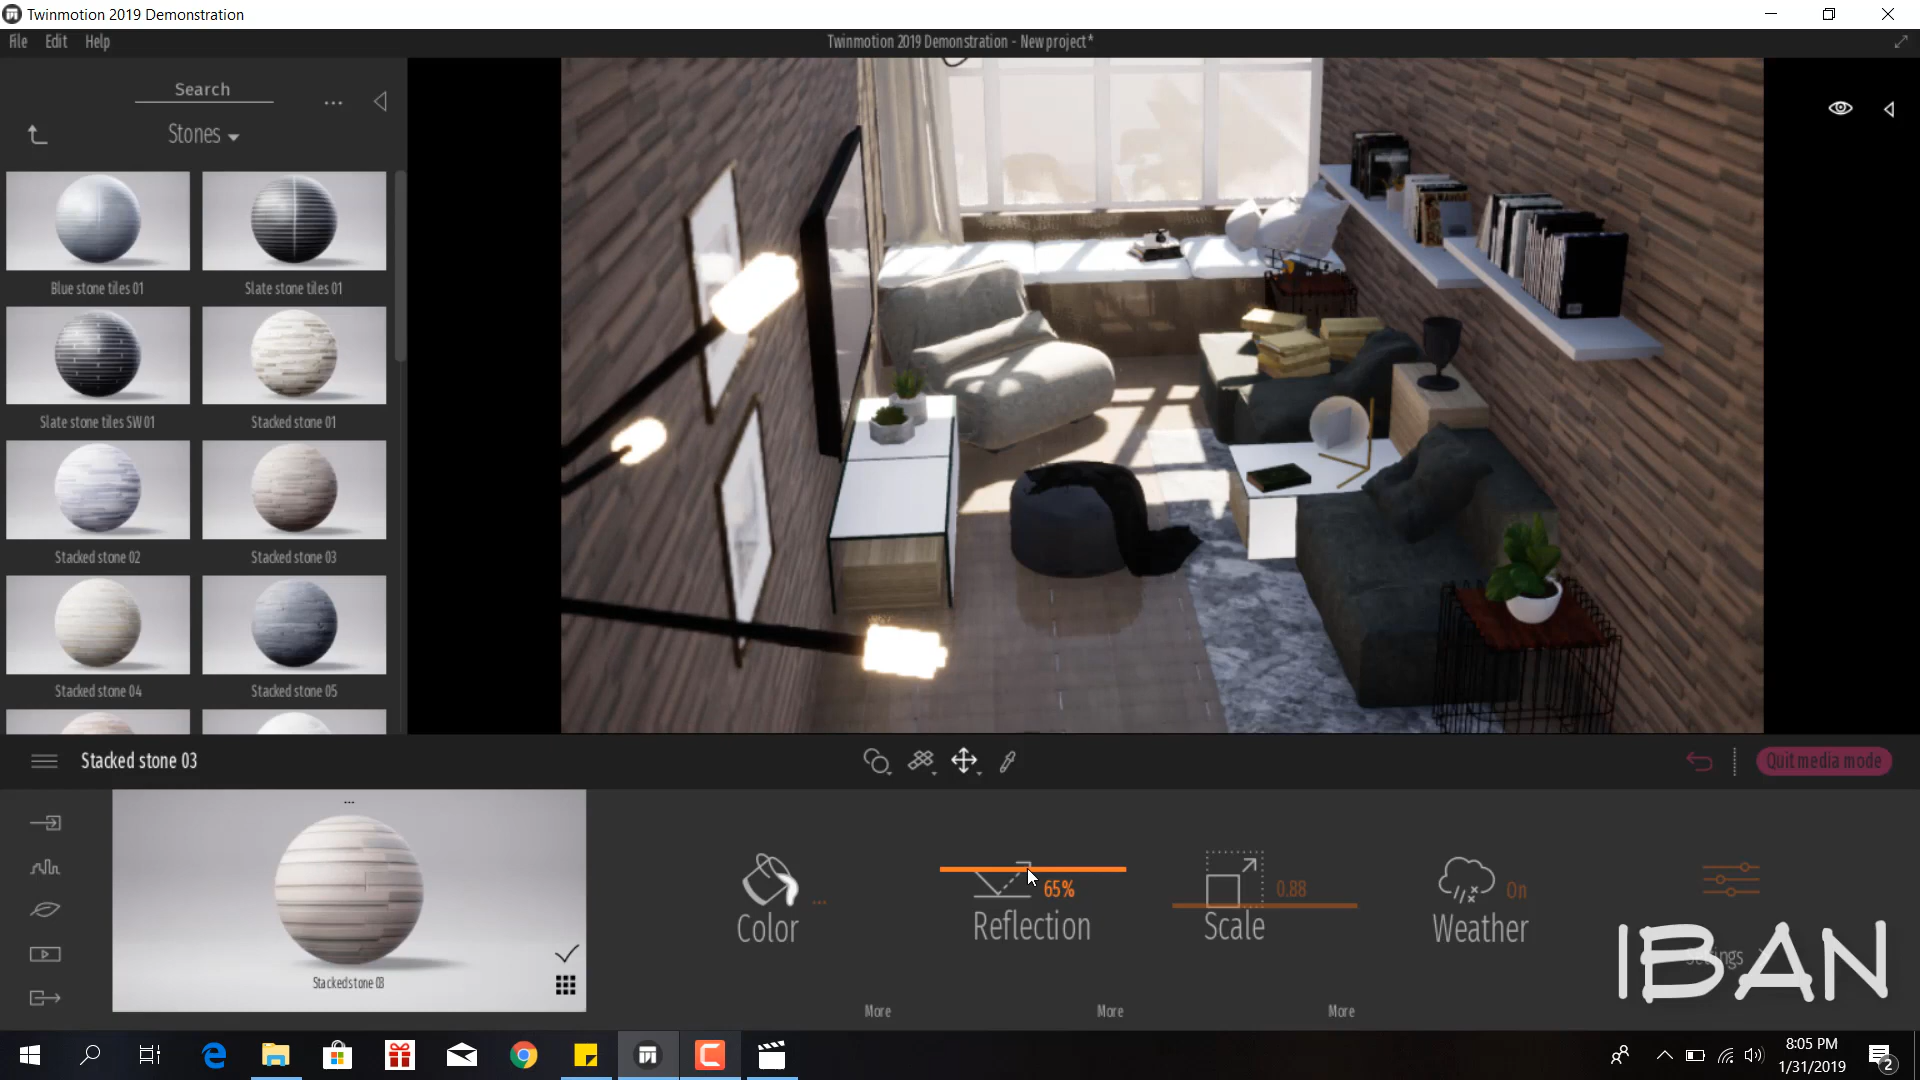 Twinmotion 2019 Demonstration
File Edit Help
Twinmotion 2019 Demonstration - New project*
Search
...
Stones
Blue stone tiles 01
Slate stone tiles 01
Slate stone tiles SW 01
Stacked stone 01
Stacked stone 02
Stacked stone 03
Stacked stone 04
Stacked stone 05
Stacked stone 03
Quit media mode
...
Stacked stone 03
Color ...
65%
Reflection
0.88
Scale
On
Weather
IBAN
More
More
More
8:05 PM
1/31/2019
2